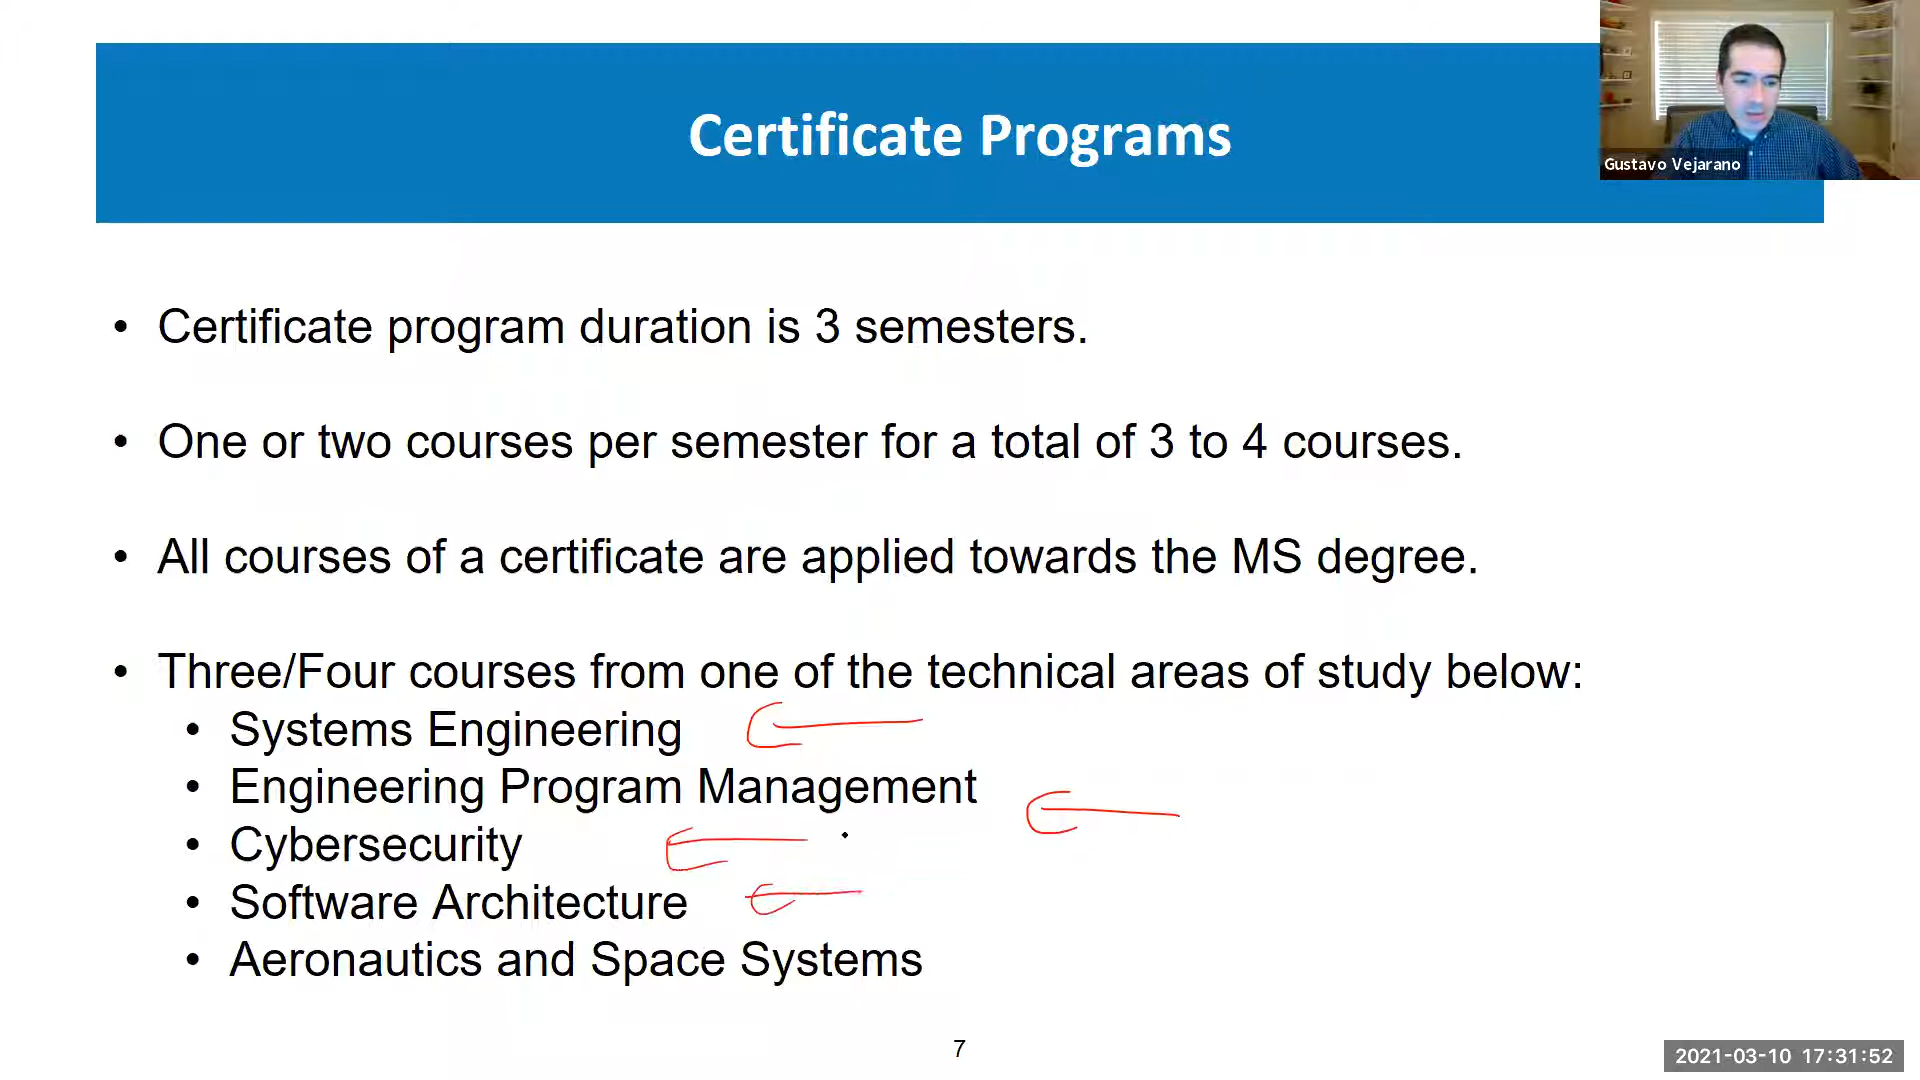 Certificate Programs
Gustavo Vejarano
• Certificate program duration is 3 semesters.
• One or two courses per semester for a total of 3 to 4 courses.
• All courses of a certificate are applied towards the MS degree.
• Three/Four courses from one of the technical areas of study below:
• Systems Engineering
• Engineering Program Management
• Cybersecurity
• Software Architecture
• Aeronautics and Space Systems
7
2021-03-10 17:31:52